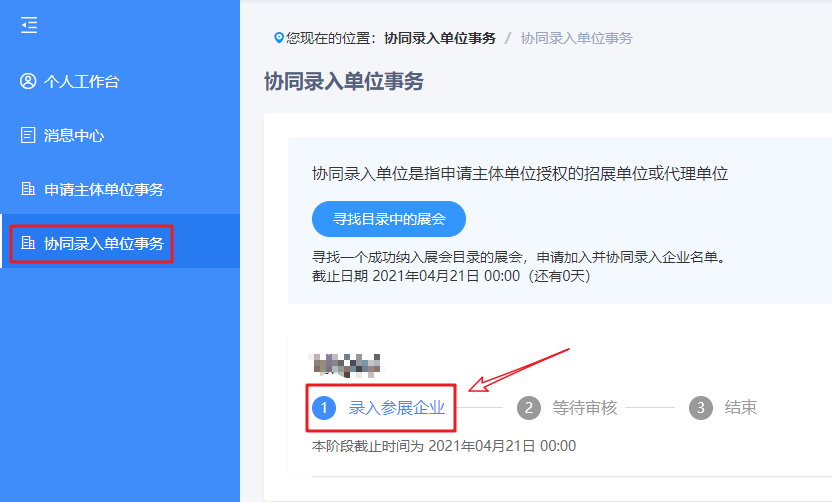 个人工作台
消息中心
申请主体单位事务
协同录入单位事务
您现在的位置：协同录入单位事务 / 协同录入单位事务
协同录入单位事务
协同录入单位是指申请主体单位授权的招展单位或代理单位
寻找目录中的展会
寻找一个成功纳入展会目录的展会，申请加入并协同录入企业名单。
截止日期 2021年04月21日 00:00（还有0天）
1 录入参展企业 2 等待审核 3 结束
本阶段截止时间为 2021年04月21日 00:00